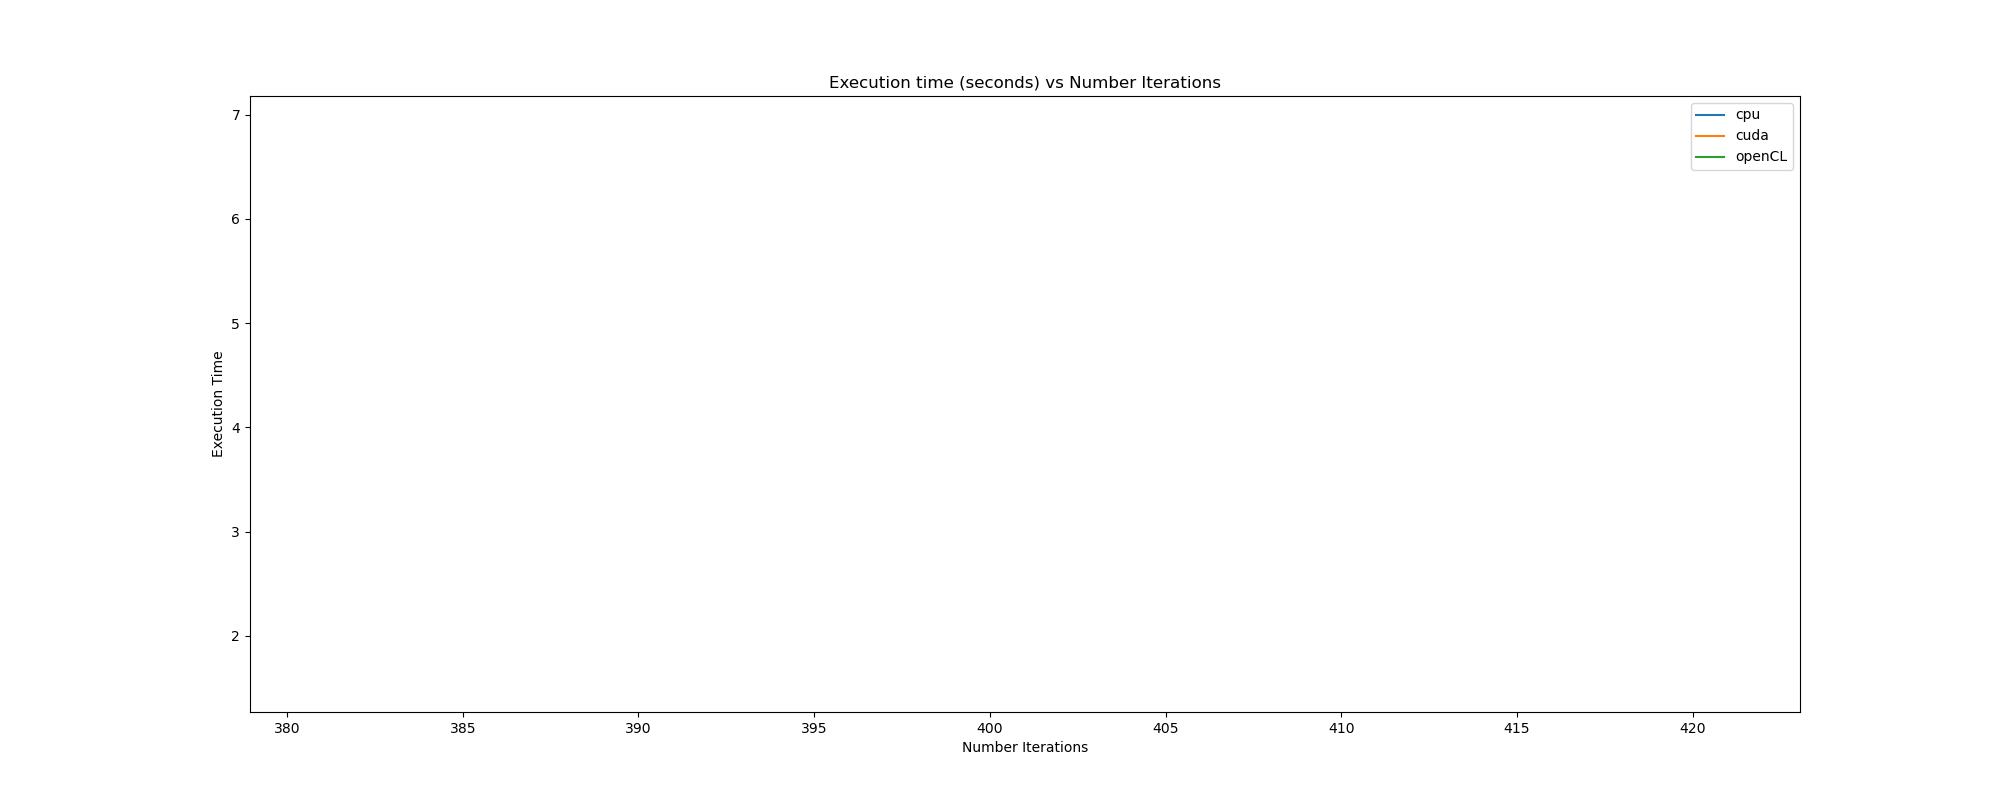 Execution time (seconds) vs Number Iterations
cpu
cuda
openCL
7
6
5
4
3
2
Execution Time
380 385 390 395 400 405 410 415 420
Number Iterations